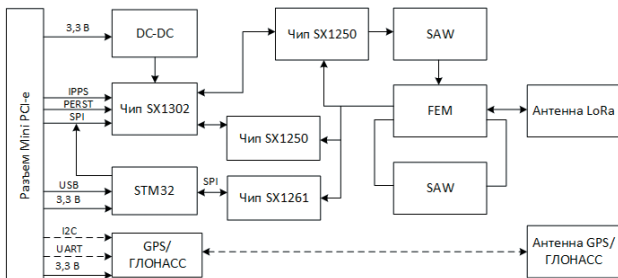 Разъем Mini PCI-e
3,3 В
DC-DC
Чип SX1250
SAW
IPPS
PERST
SPI
Чип SX1302
FEM
Антенна LoRa
Чип SX1250
USB
3,3 В
STM32
SPI
Чип SX1261
SAW
I2C
UART
3,3 В
GPS/
ГЛОНАСС
Антенна GPS/
ГЛОНАСС